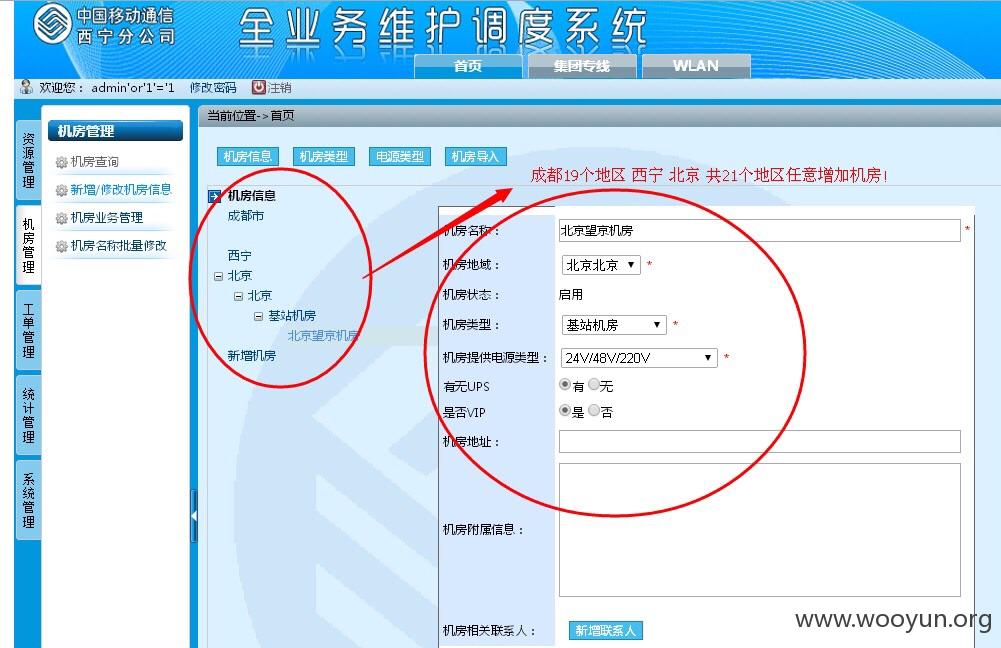 中国移动通信
西宁分公司
全业务维护调度系统
首页 集团专线 WLAN
欢迎您： admin'or'1'='1 修改密码 注销
当前位置->首页
资源管理
机房管理
工单管理
统计管理
系统管理
机房管理
机房查询
新增/修改机房信息
机房业务管理
机房名称批量修改
机房信息 机房类型 电源类型 机房导入
成都19个地区 西宁 北京 共21个地区任意增加机房!
机房信息
成都市
西宁
北京
北京
基站机房
北京望京机房
新增机房
机房名称： 北京望京机房 *
机房地域： 北京北京 *
机房状态： 启用
机房类型： 基站机房 *
机房提供电源类型： 24V/48V/220V *
有无UPS 有 无
是否VIP 是 否
机房地址：
机房附属信息：
机房相关联系人： 新增联系人
www.wooyun.org